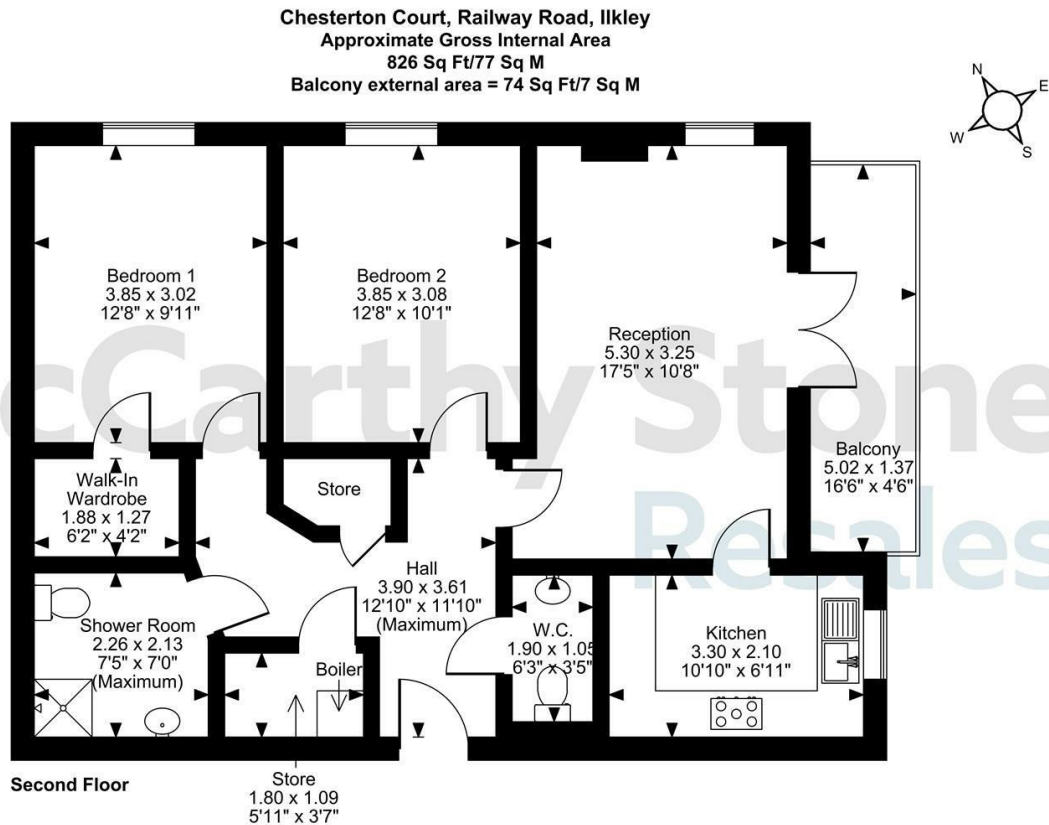 Chesterton Court, Railway Road, Ilkley
Approximate Gross Internal Area
826 Sq Ft/77 Sq M
Balcony external area = 74 Sq Ft/7 Sq M
N
E
W
S
Bedroom 1
3.85 x 3.02
12'8" x 9'11"
Bedroom 2
3.85 x 3.08
12'8" x 10'1"
Reception
5.30 x 3.25
17'5" x 10'8"
cCarthy Stone
Resales
Balcony
5.02 x 1.37
16'6" x 4'6"
Walk-In
Wardrobe
1.88 x 1.27
6'2" x 4'2"
Store
Hall
3.90 x 3.61
12'10" x 11'10"
(Maximum)
Shower Room
2.26 x 2.13
7'5" x 7'0"
(Maximum)
Boiler
W.C.
1.90 x 1.05
6'3" x 3'5"
Kitchen
3.30 x 2.10
10'10" x 6'11"
Second Floor
Store
1.80 x 1.09
5'11" x 3'7"